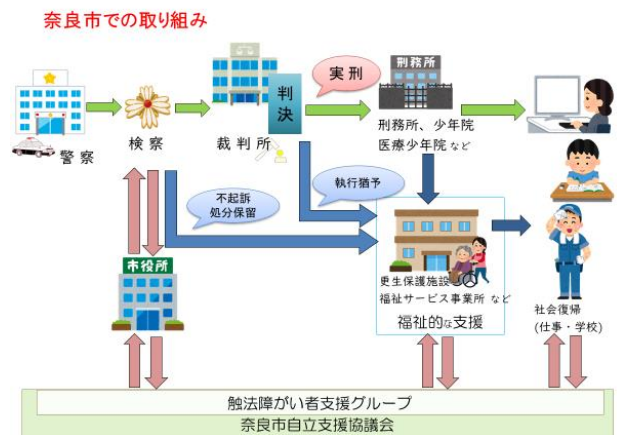 奈良市での取り組み
警察
検察
裁判所
判決
実刑
刑務所
刑務所、少年院
医療少年院 など
不起訴
処分保留
執行猶予
市役所
更生保護施設
福祉サービス事業所 など
福祉的な支援
社会復帰
(仕事・学校)
触法障がい者支援グループ
奈良市自立支援協議会